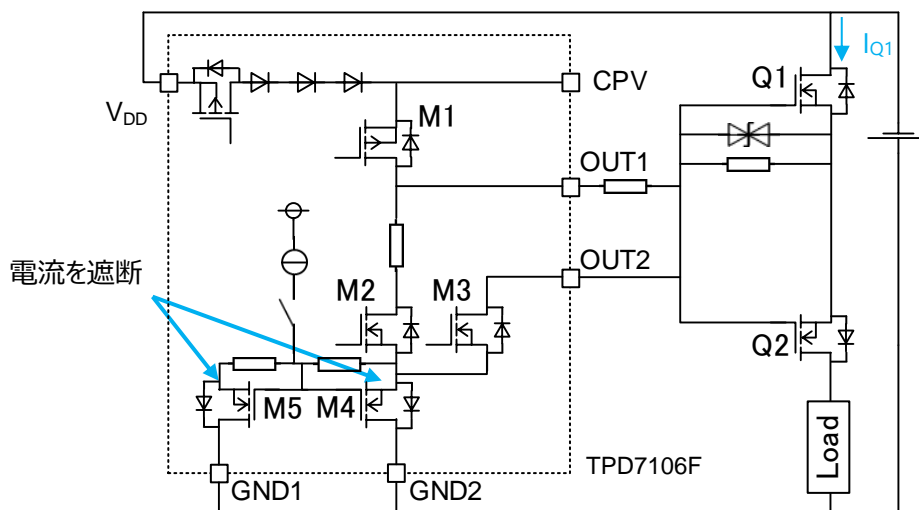 I_Q1
Q1
V_DD
CPV
M1
OUT1
電流を遮断
OUT2
M2
M3
Q2
M5
M4
Load
TPD7106F
GND1
GND2